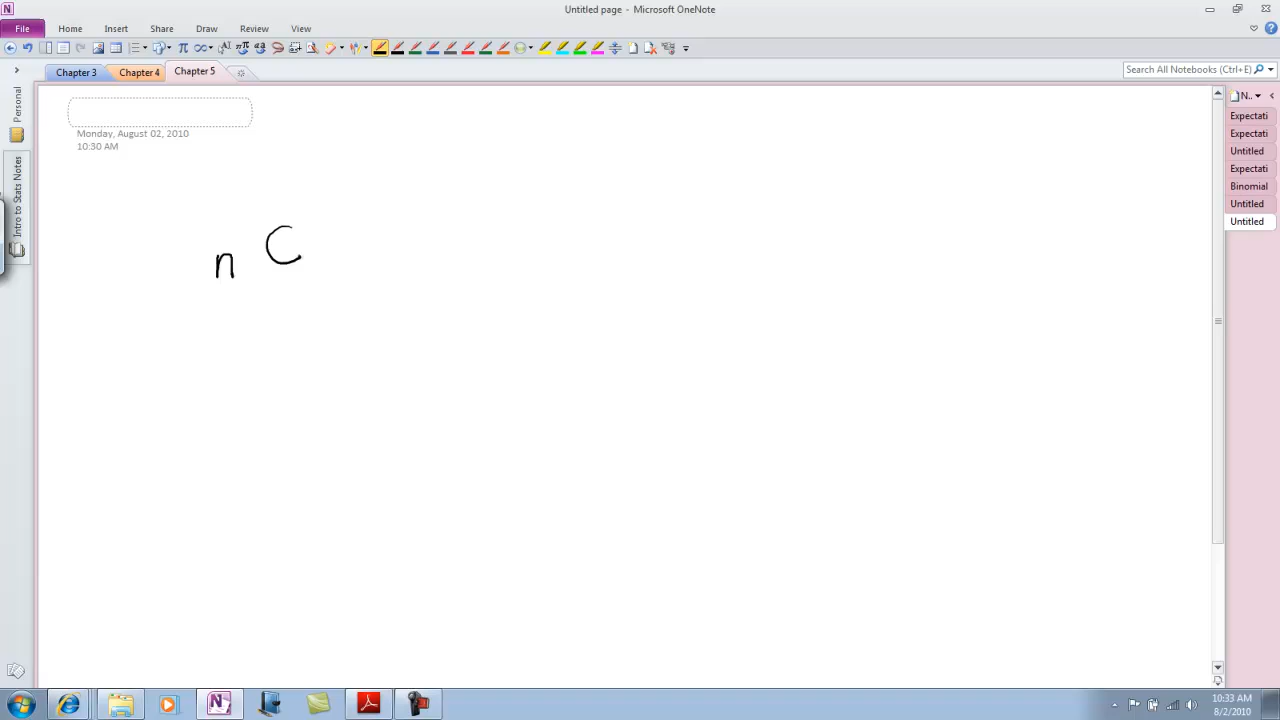 Untitled page - Microsoft OneNote
File Home Insert Share Draw Review View
Search All Notebooks (Ctrl+E)
Chapter 3 Chapter 4 Chapter 5
Personal
Intro to Stats Notes
Monday, August 02, 2010
10:30 AM
n C
N..
Expectati
Expectati
Untitled
Expectati
Binomial
Untitled
Untitled
10:33 AM
8/2/2010